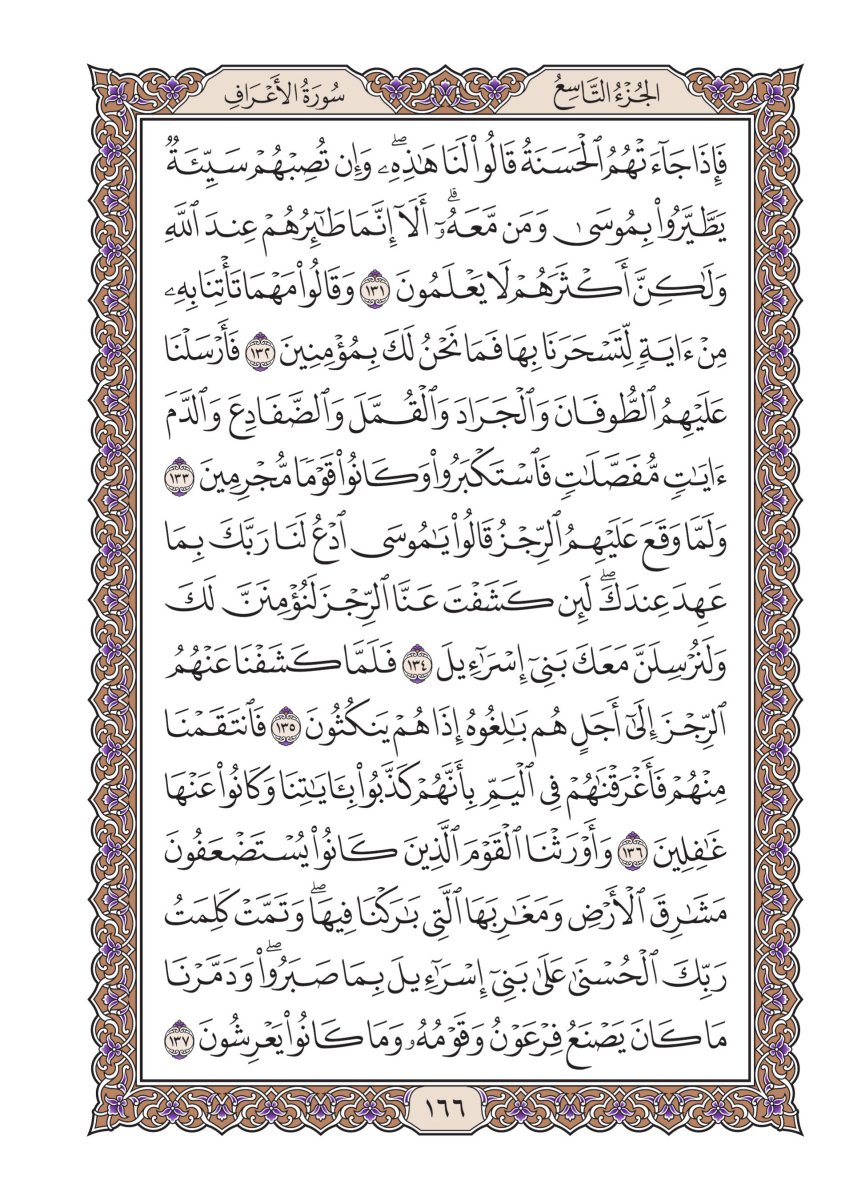 الجُزْءُ التَّاسِعُ
سُورَةُ الأَعْرَافِ
فَإِذَا جَآءَتْهُمُ ٱلْحَسَنَةُ قَالُوا۟ لَنَا هَـٰذِهِۦۖ وَإِن تُصِبْهُمْ سَيِّئَةٌ
يَطَّيَّرُوا۟ بِمُوسَىٰ وَمَن مَّعَهُۥٓۗ أَلَآ إِنَّمَا طَـٰٓئِرُهُمْ عِندَ ٱللَّهِ
وَلَـٰكِنَّ أَكْثَرَهُمْ لَا يَعْلَمُونَ ١٣١ وَقَالُوا۟ مَهْمَا تَأْتِنَا بِهِۦ
مِنْ ءَايَةٍ لِّتَسْحَرَنَا بِهَا فَمَا نَحْنُ لَكَ بِمُؤْمِنِينَ ١٣٢ فَأَرْسَلْنَا
عَلَيْهِمُ ٱلطُّوفَانَ وَٱلْجَرَادَ وَٱلْقُمَّلَ وَٱلضَّفَادِعَ وَٱلدَّمَ
ءَايَـٰتٍ مُّفَصَّلَـٰتٍ فَٱسْتَكْبَرُوا۟ وَكَانُوا۟ قَوْمًا مُّجْرِمِينَ ١٣٣
وَلَمَّا وَقَعَ عَلَيْهِمُ ٱلرِّجْزُ قَالُوا۟ يَـٰمُوسَى ٱدْعُ لَنَا رَبَّكَ بِمَا
عَهِدَ عِندَكَۖ لَئِن كَشَفْتَ عَنَّا ٱلرِّجْزَ لَنُؤْمِنَنَّ لَكَ
وَلَنُرْسِلَنَّ مَعَكَ بَنِىٓ إِسْرَٰٓءِيلَ ١٣٤ فَلَمَّا كَشَفْنَا عَنْهُمُ
ٱلرِّجْزَ إِلَىٰٓ أَجَلٍ هُم بَـٰلِغُوهُ إِذَا هُمْ يَنكُثُونَ ١٣٥ فَٱنتَقَمْنَا
مِنْهُمْ فَأَغْرَقْنَـٰهُمْ فِى ٱلْيَمِّ بِأَنَّهُمْ كَذَّبُوا۟ بِـَٔايَـٰتِنَا وَكَانُوا۟ عَنْهَا
غَـٰفِلِينَ ١٣٦ وَأَوْرَثْنَا ٱلْقَوْمَ ٱلَّذِينَ كَانُوا۟ يُسْتَضْعَفُونَ
مَشَـٰرِقَ ٱلْأَرْضِ وَمَغَـٰرِبَهَا ٱلَّتِى بَـٰرَكْنَا فِيهَاۖ وَتَمَّتْ كَلِمَتُ
رَبِّكَ ٱلْحُسْنَىٰ عَلَىٰ بَنِىٓ إِسْرَٰٓءِيلَ بِمَا صَبَرُوا۟ۖ وَدَمَّرْنَا
مَا كَانَ يَصْنَعُ فِرْعَوْنُ وَقَوْمُهُۥ وَمَا كَانُوا۟ يَعْرِشُونَ ١٣٧
١٦٦